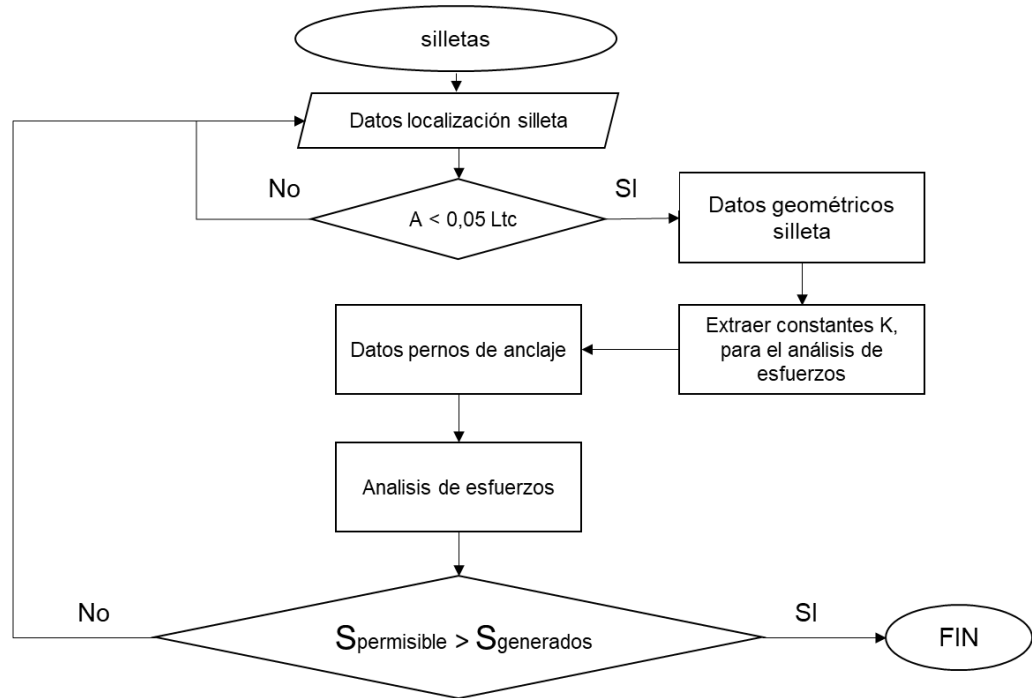 silletas
Datos localización silleta
No
SI
A < 0,05 Ltc
Datos geométricos
silleta
Datos pernos de anclaje
Extraer constantes K,
para el análisis de
esfuerzos
Analisis de esfuerzos
No
SI
Spermisible > Sgenerados
FIN